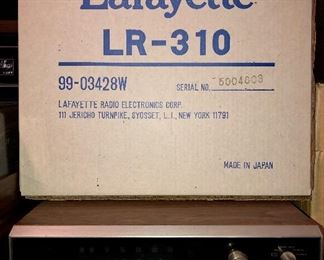 Lafayette
LR-310
99-03428W SERIAL NO. 5004603
LAFAYETTE RADIO ELECTRONICS CORP.
111 JERICHO TURNPIKE, SYOSSET, L.I., NEW YORK 11791
MADE IN JAPAN